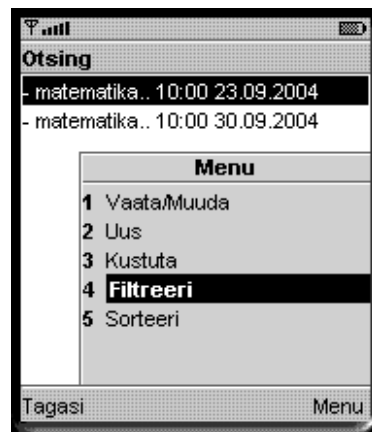 Otsing
- matematika.. 10:00 23.09.2004
- matematika.. 10:00 30.09.2004
Menu
1 Vaata/Muuda
2 Uus
3 Kustuta
4 Filtreeri
5 Sorteeri
Tagasi Menu